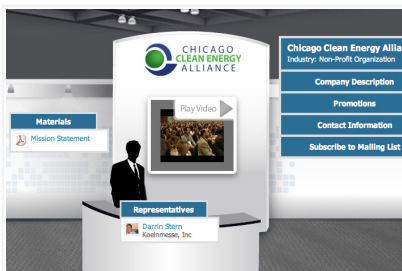 CHICAGO
CLEAN ENERGY
ALLIANCE
Chicago Clean Energy Allia
Industry: Non-Profit Organization
Company Description
Promotions
Contact Information
Subscribe to Mailing List
Play Video
Materials
Mission Statement
Representatives
Darrin Stern
Koelnmesse, Inc